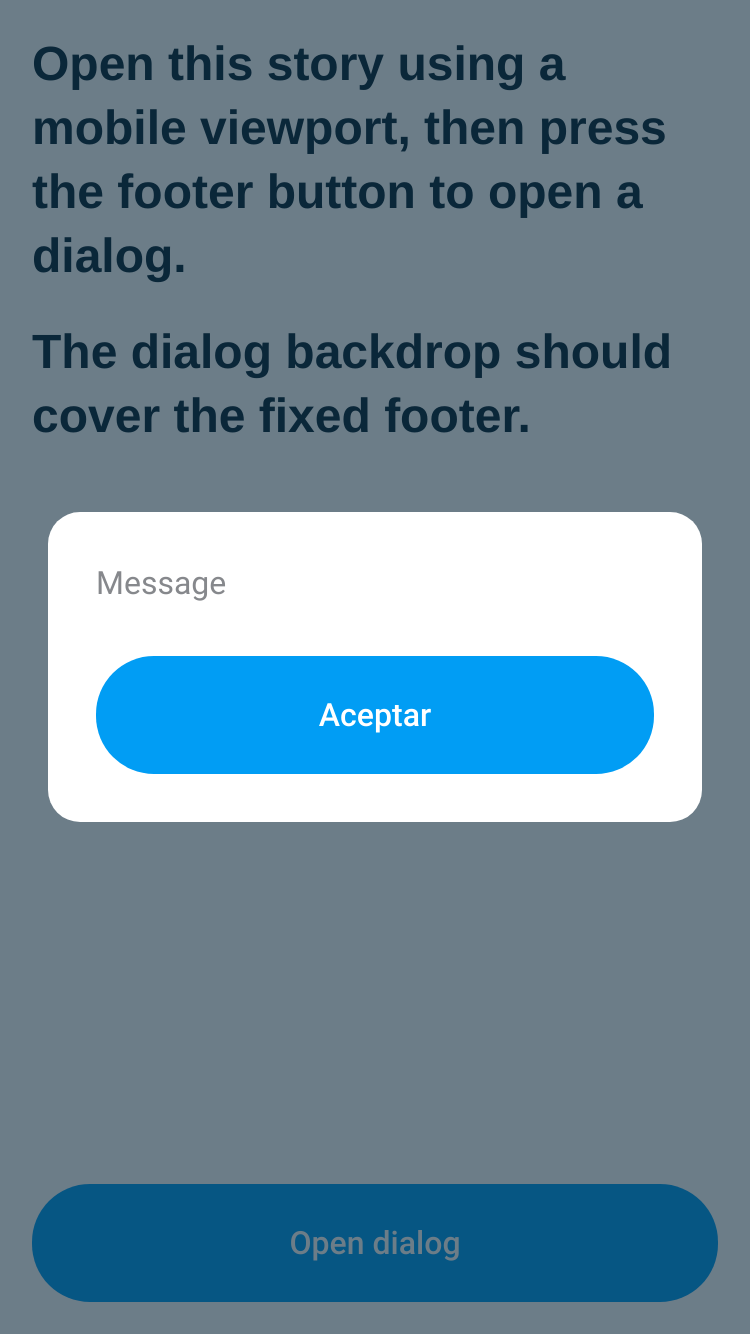 Open this story using a
mobile viewport, then press
the footer button to open a
dialog.
The dialog backdrop should
cover the fixed footer.
Message
Aceptar
Open dialog